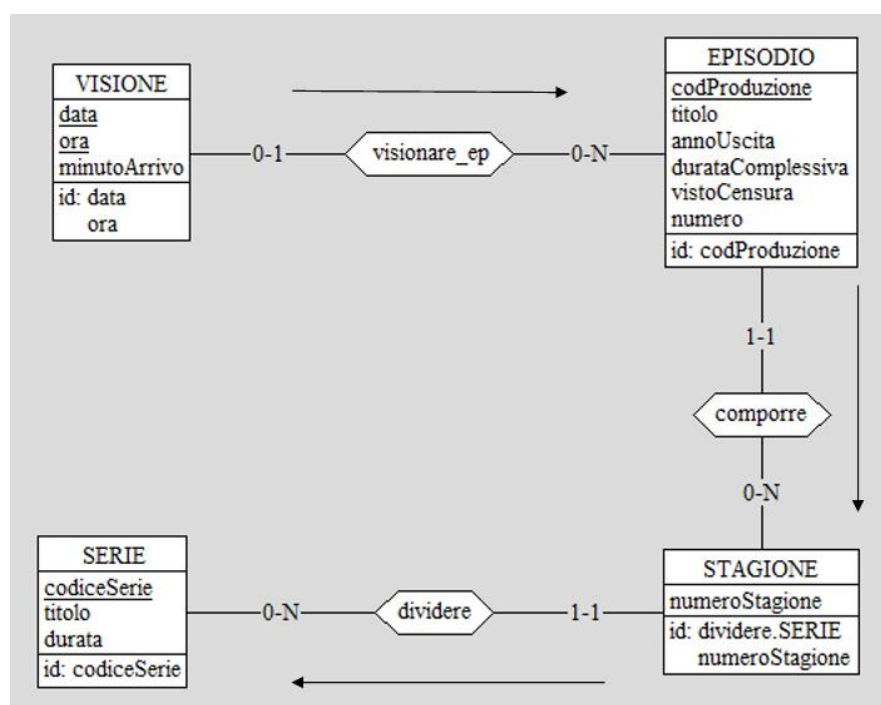 VISIONE
data
ora
minutoArrivo
id: data
ora
0-1
visionare_ep
0-N
EPISODIO
codProduzione
titolo
annoUscita
durataComplessiva
vistoCensura
numero
id: codProduzione
1-1
comporre
0-N
SERIE
codiceSerie
titolo
durata
id: codiceSerie
0-N
dividere
1-1
STAGIONE
numeroStagione
id: dividere.SERIE
numeroStagione